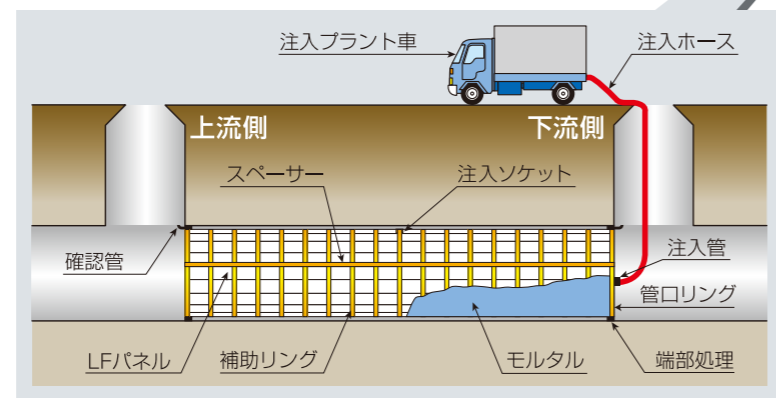 注入プラント車
注入ホース
上流側
下流側
スペーサー
注入ソケット
確認管
注入管
管口リング
LFパネル
補助リング
モルタル
端部処理